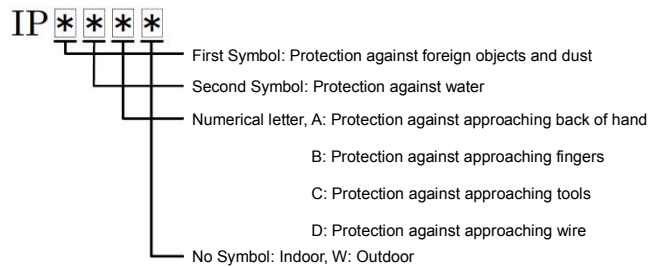 IP * * * *
First Symbol: Protection against foreign objects and dust
Second Symbol: Protection against water
Numerical letter, A: Protection against approaching back of hand
B: Protection against approaching fingers
C: Protection against approaching tools
D: Protection against approaching wire
No Symbol: Indoor, W: Outdoor